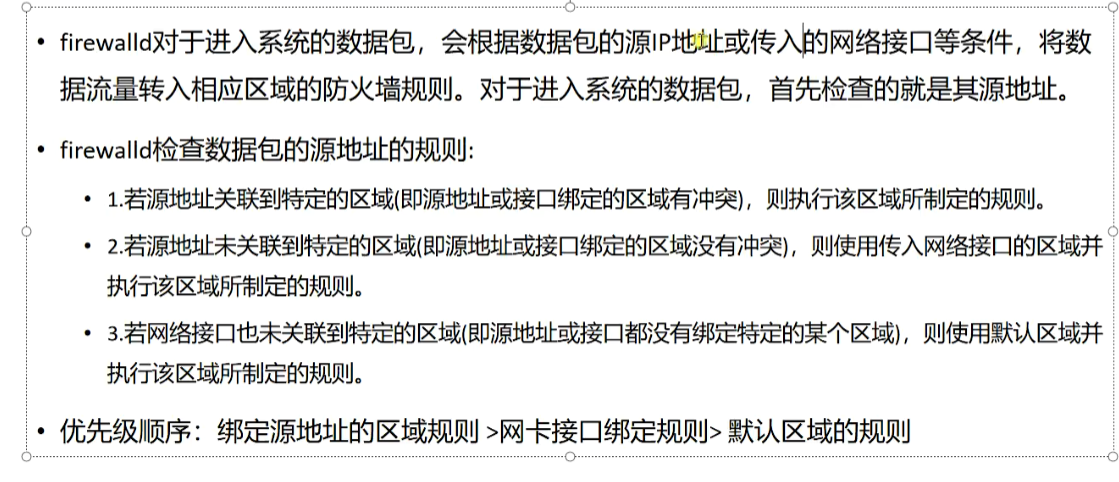 • firewalld对于进入系统的数据包，会根据数据包的源IP地址或传入的网络接口等条件，将数
据流量转入相应区域的防火墙规则。对于进入系统的数据包，首先检查的就是其源地址。
• firewalld检查数据包的源地址的规则:
• 1.若源地址关联到特定的区域(即源地址或接口绑定的区域有冲突)，则执行该区域所制定的规则。
• 2.若源地址未关联到特定的区域(即源地址或接口绑定的区域没有冲突)，则使用传入网络接口的区域并
执行该区域所制定的规则。
• 3.若网络接口也未关联到特定的区域(即源地址或接口都没有绑定特定的某个区域)，则使用默认区域并
执行该区域所制定的规则。
• 优先级顺序：绑定源地址的区域规则 >网卡接口绑定规则> 默认区域的规则